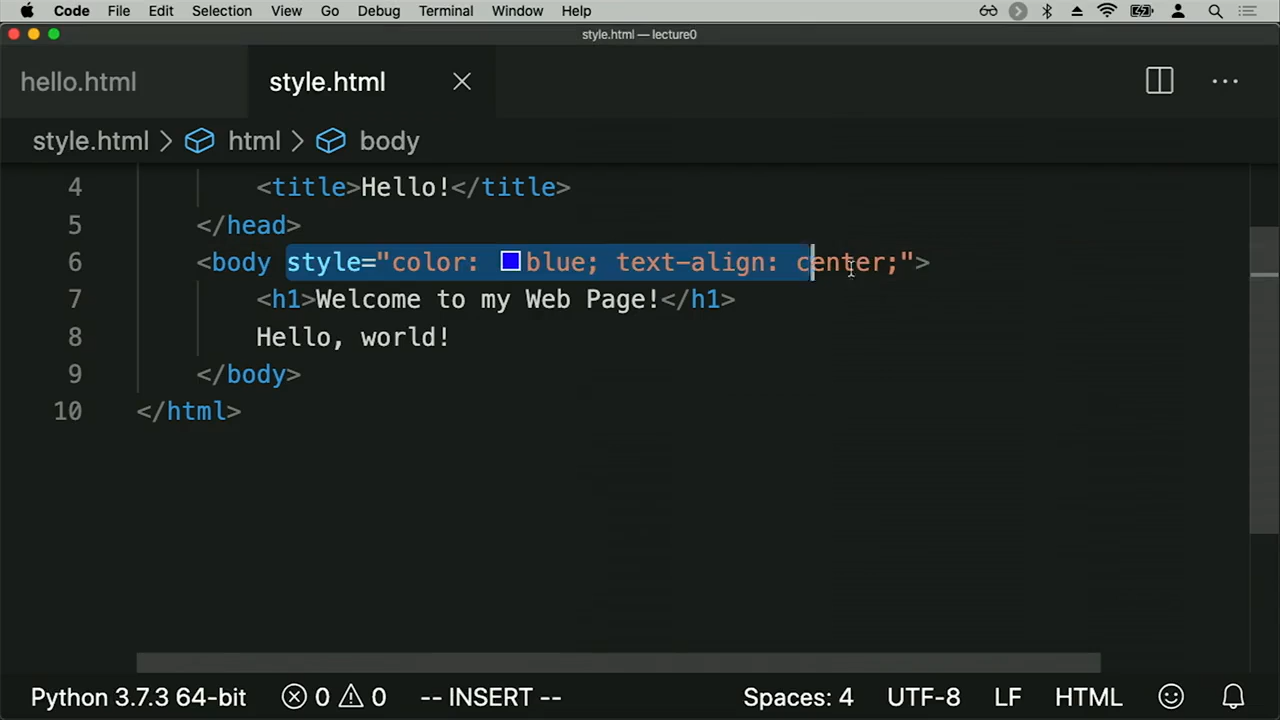 Code File Edit Selection View Go Debug Terminal Window Help
style.html — lecture0
hello.html style.html
style.html > html > body
4 <title>Hello!</title>
5 </head>
6 <body style="color: blue; text-align: center;">
7 <h1>Welcome to my Web Page!</h1>
8 Hello, world!
9 </body>
10 </html>
Python 3.7.3 64-bit 0 0 -- INSERT -- Spaces: 4 UTF-8 LF HTML